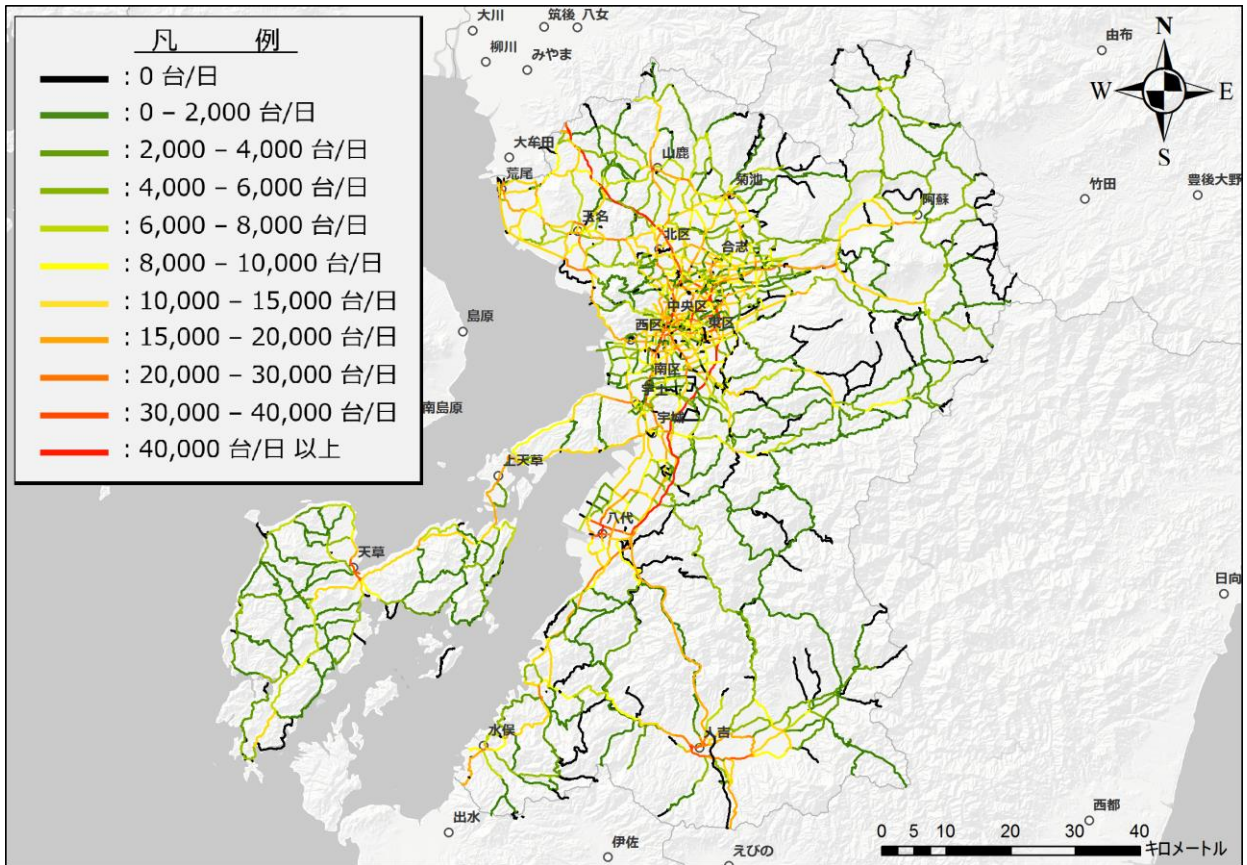 凡　例
: 0 台/日
: 0 – 2,000 台/日
: 2,000 – 4,000 台/日
: 4,000 – 6,000 台/日
: 6,000 – 8,000 台/日
: 8,000 – 10,000 台/日
: 10,000 – 15,000 台/日
: 15,000 – 20,000 台/日
: 20,000 – 30,000 台/日
: 30,000 – 40,000 台/日
: 40,000 台/日 以上
大川
筑後
八女
柳川
みやま
由布
N
W
E
S
大牟田
荒尾
山鹿
菊池
竹田
豊後大野
阿蘇
玉名
北区
合志
中央区
島原
西区
東区
南区
宇土
南島原
宇城
上天草
八代
天草
日向
水俣
人吉
出水
伊佐
えびの
西都
0 5 10 20 30 40
キロメートル